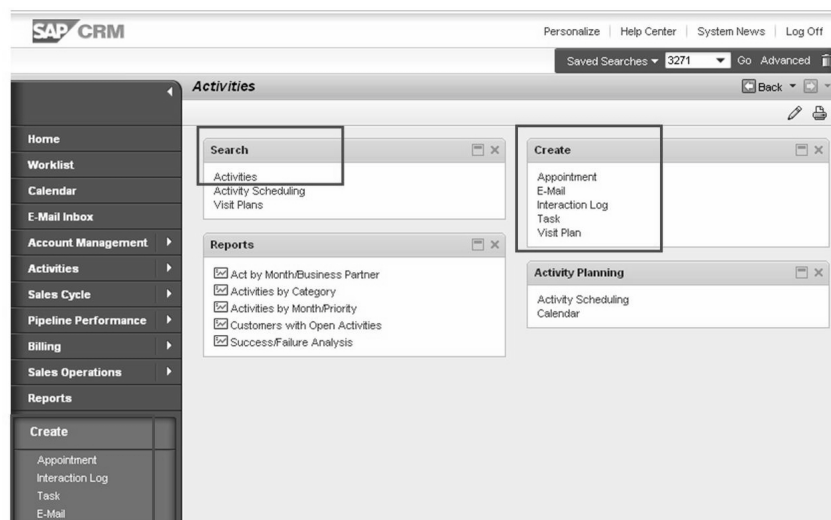 SAP CRM
Personalize | Help Center | System News | Log Off
Saved Searches 3271 Go Advanced
Activities
Back
Home
Worklist
Calendar
E-Mail Inbox
Account Management
Activities
Sales Cycle
Pipeline Performance
Billing
Sales Operations
Reports
Create
Appointment
Interaction Log
Task
E-Mail
Search
Activities
Activity Scheduling
Visit Plans
Reports
Act by Month/Business Partner
Activities by Category
Activities by Month/Priority
Customers with Open Activities
Success/Failure Analysis
Create
Appointment
E-Mail
Interaction Log
Task
Visit Plan
Activity Planning
Activity Scheduling
Calendar